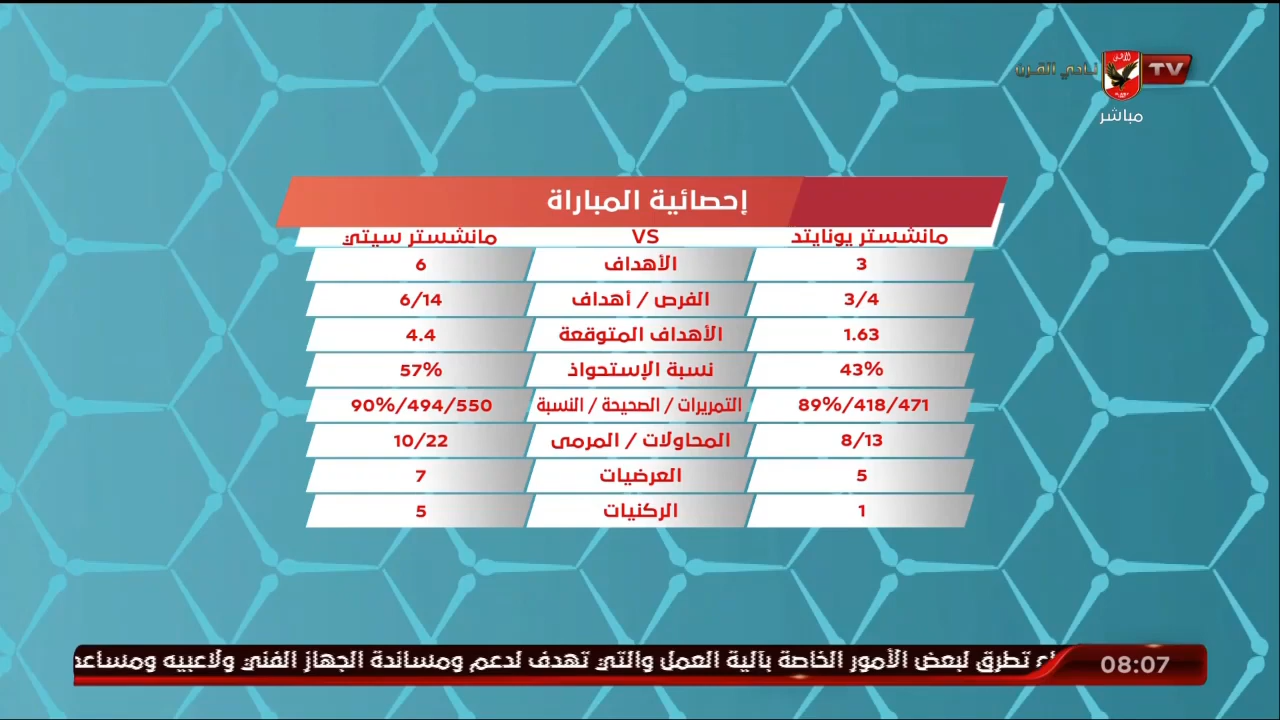 نادي القرن TV
مباشر
إحصائية المباراة
مانشستر يونايتد VS مانشستر سيتي
3 الأهداف 6
3/4 الفرص / أهداف 6/14
1.63 الأهداف المتوقعة 4.4
43% نسبة الإستحواذ 57%
89%/418/471 التمريرات / الصحيحة / النسبة 90%/494/550
8/13 المحاولات / المرمى 10/22
5 العرضيات 7
1 الركنيات 5
08:07 تطرق لبعض الأمور الخاصة بآلية العمل والتي تهدف لدعم ومساندة الجهاز الفني ولاعبيه